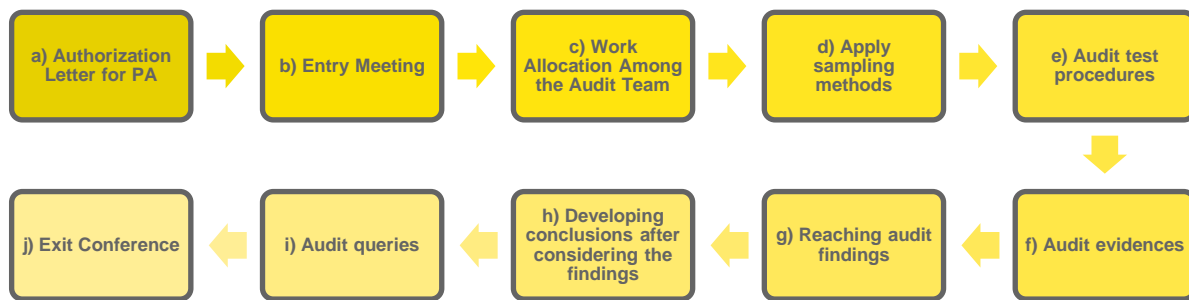 a) Authorization
Letter for PA
b) Entry Meeting
c) Work
Allocation Among
the Audit Team
d) Apply
sampling
methods
e) Audit test
procedures
f) Audit evidences
g) Reaching audit
findings
h) Developing
conclusions after
considering the
findings
i) Audit queries
j) Exit Conference